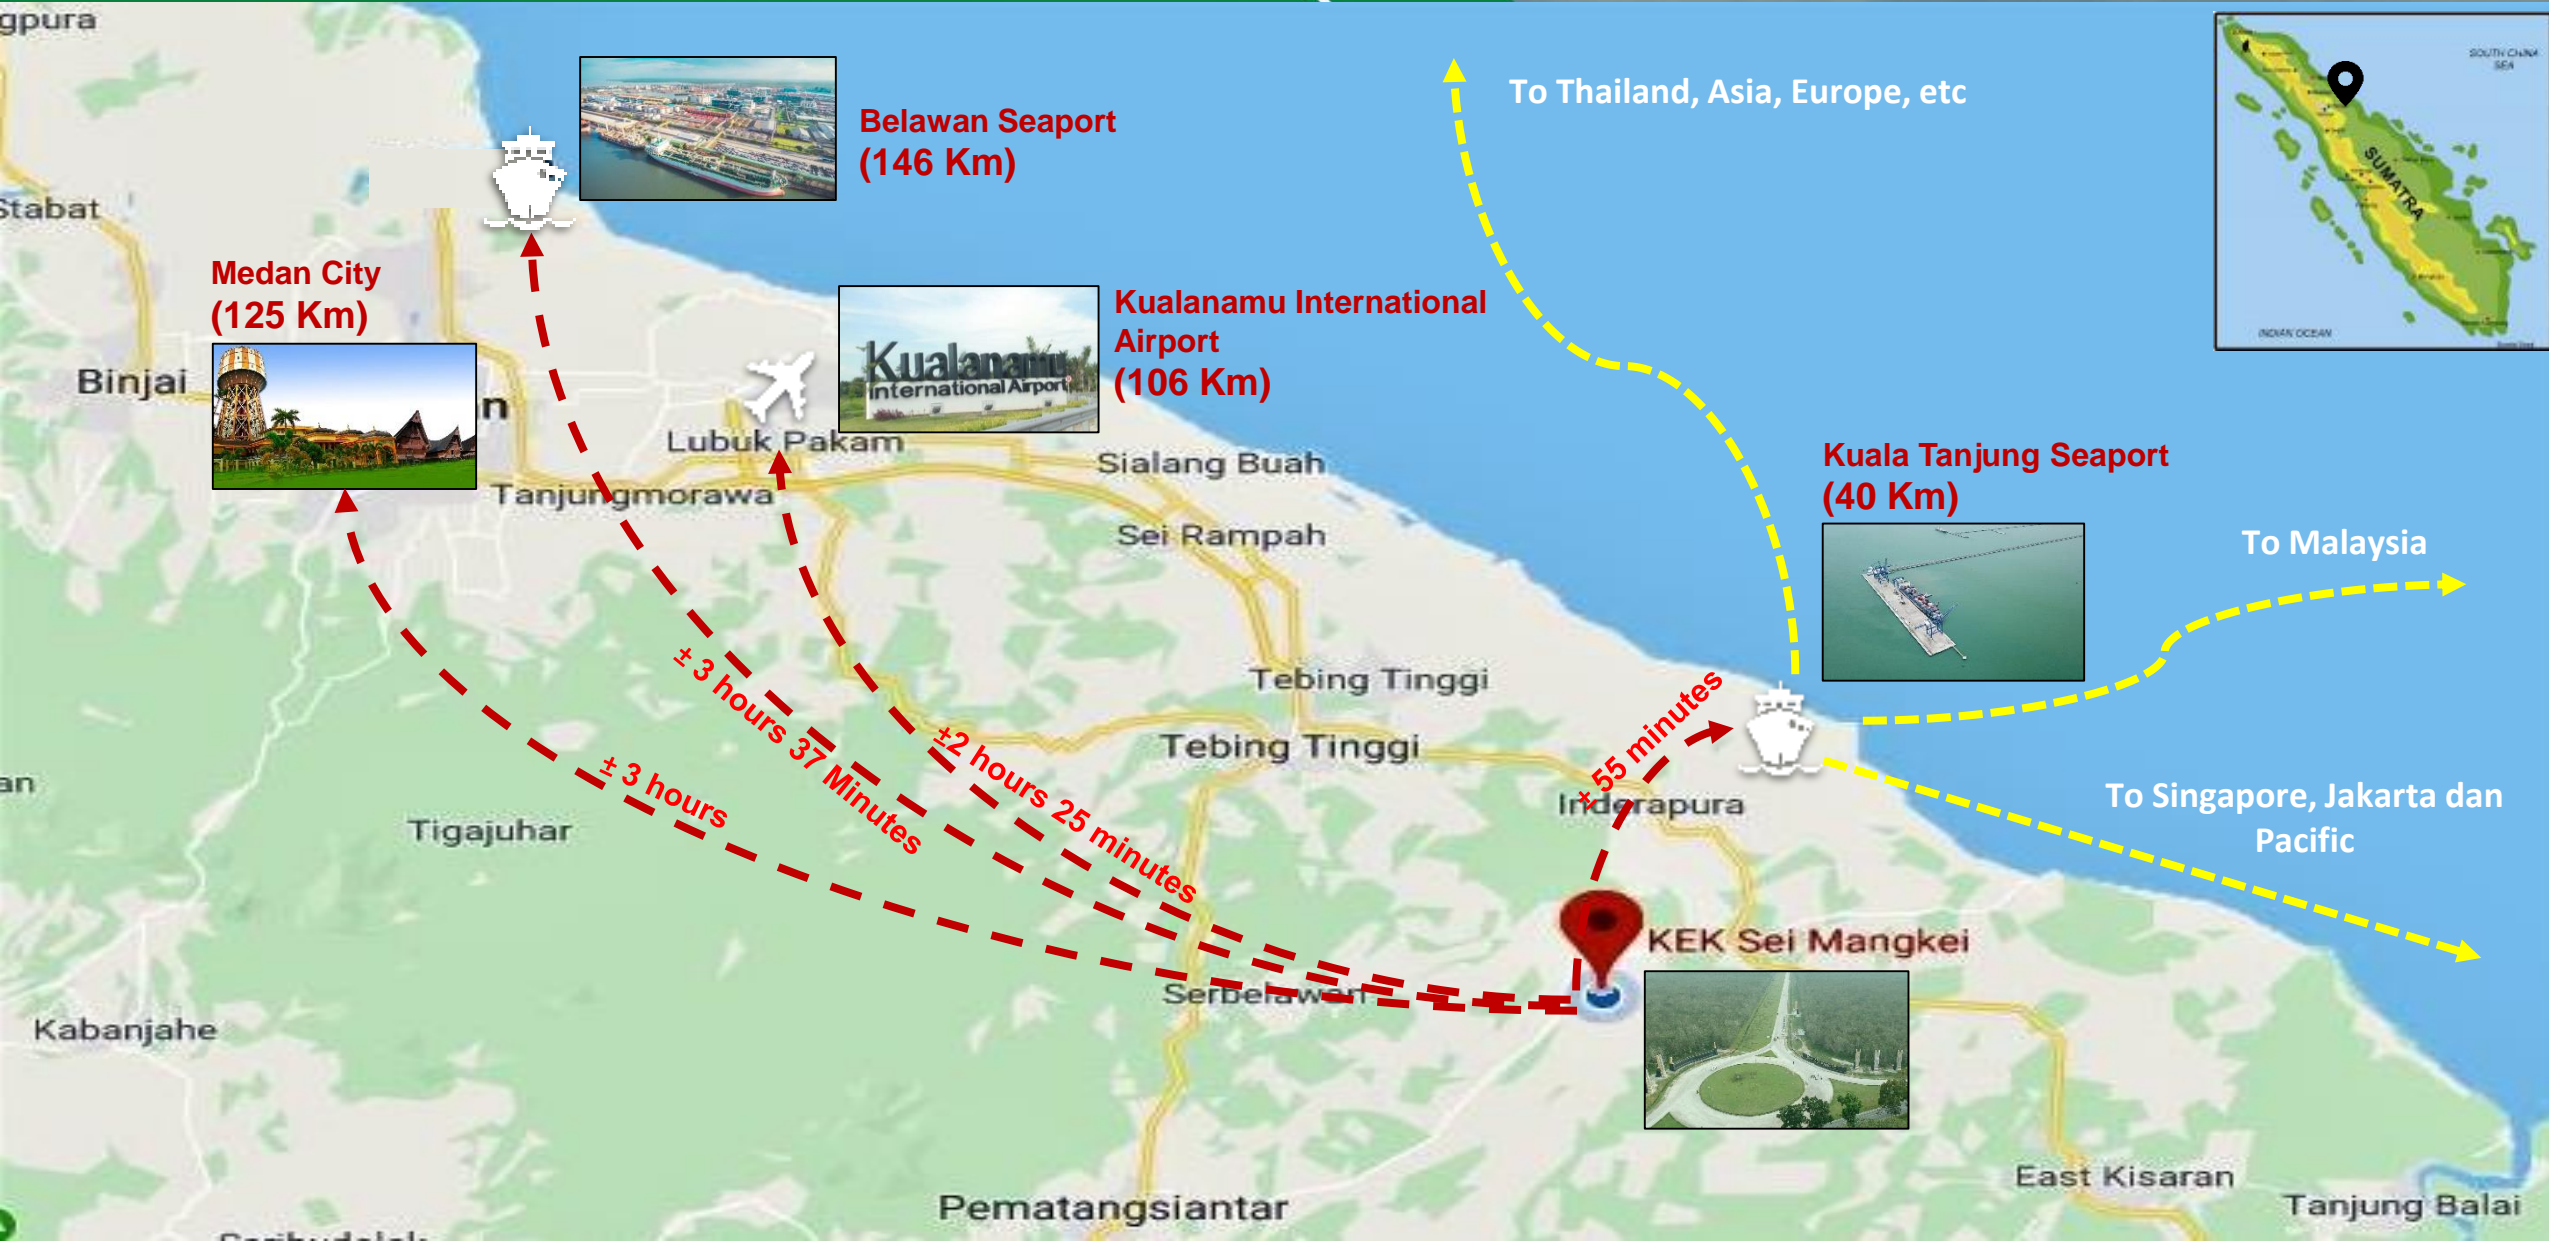 gpura
To Thailand, Asia, Europe, etc
SOUTH CHINA
SEA
SUMATRA
INDIAN OCEAN
Belawan Seaport
(146 Km)
Stabat
Medan City
(125 Km)
Kualanamu International
Airport
(106 Km)
Kualanamu
International Airport
Binjai
n
Lubuk Pakam
Sialang Buah
Kuala Tanjung Seaport
(40 Km)
Tanjungmorawa
Sei Rampah
To Malaysia
± 3 hours 37 Minutes
Tebing Tinggi
± 55 minutes
Tebing Tinggi
±2 hours 25 minutes
± 3 hours
an
Inderapura
To Singapore, Jakarta dan
Pacific
Tigajuhar
KEK Sei Mangkei
Serbelawan
Kabanjahe
East Kisaran
Pematangsiantar
Tanjung Balai